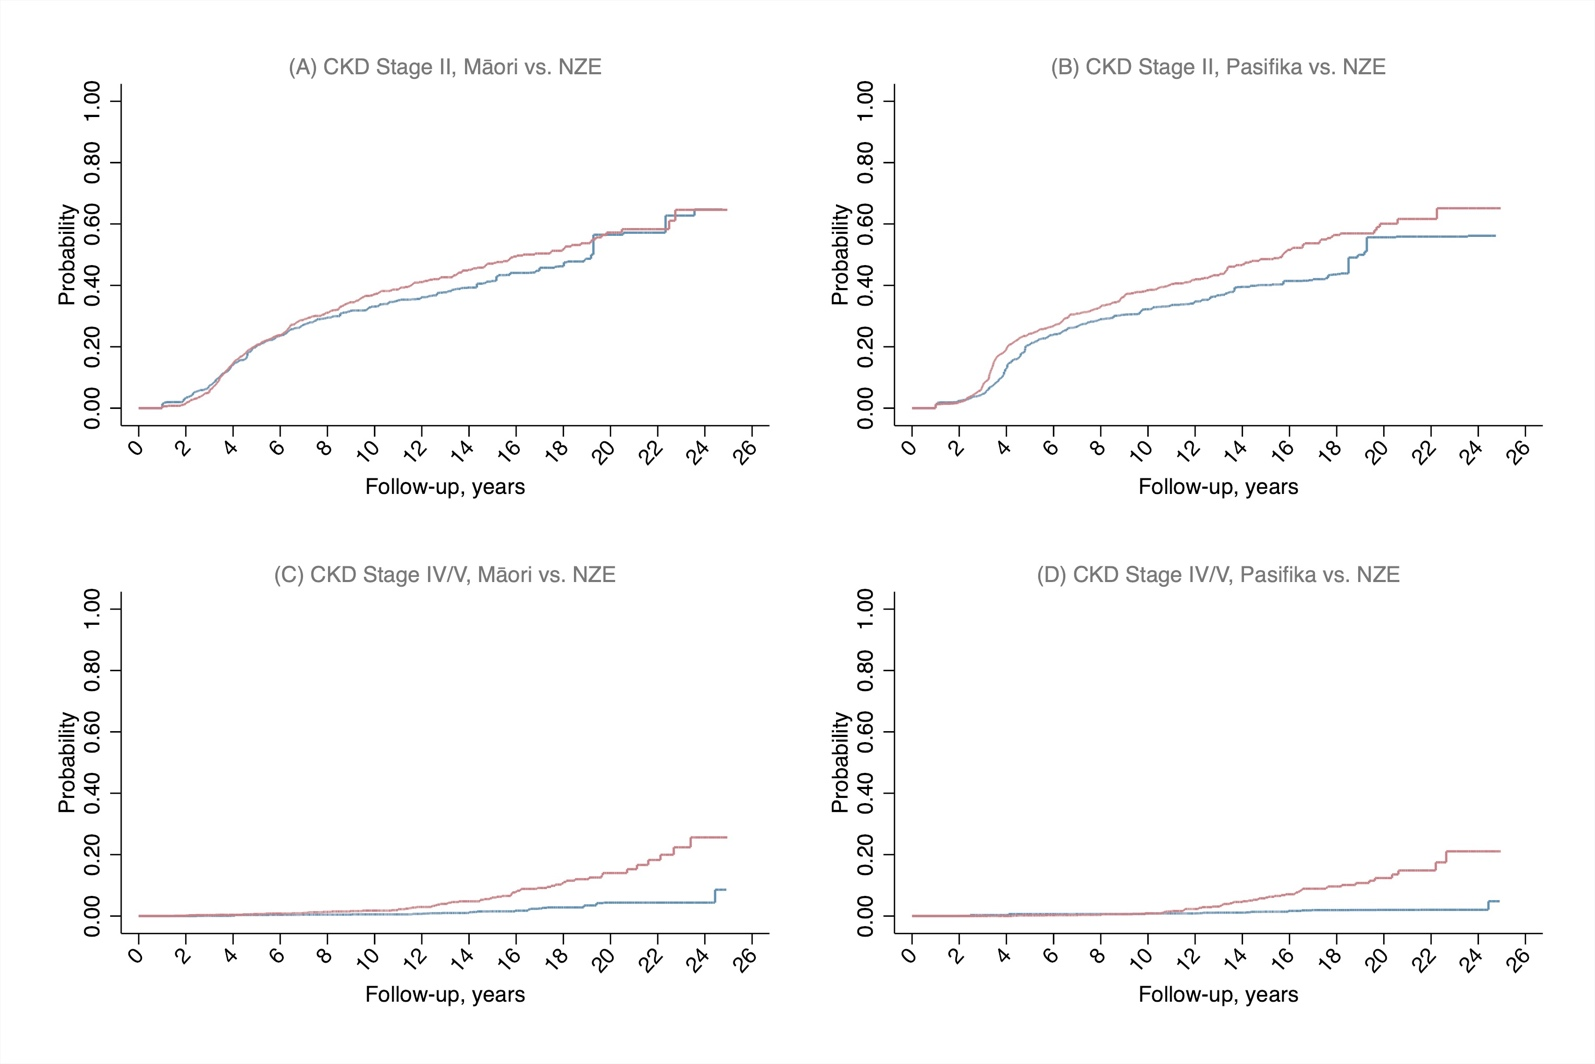 (A) CKD Stage II, Māori vs. NZE
Probability
0.00 0.20 0.40 0.60 0.80 1.00
0 2 4 6 8 10 12 14 16 18 20 22 24 26
Follow-up, years
(B) CKD Stage II, Pasifika vs. NZE
Probability
0.00 0.20 0.40 0.60 0.80 1.00
0 2 4 6 8 10 12 14 16 18 20 22 24 26
Follow-up, years
(C) CKD Stage IV/V, Māori vs. NZE
Probability
0.00 0.20 0.40 0.60 0.80 1.00
0 2 4 6 8 10 12 14 16 18 20 22 24 26
Follow-up, years
(D) CKD Stage IV/V, Pasifika vs. NZE
Probability
0.00 0.20 0.40 0.60 0.80 1.00
0 2 4 6 8 10 12 14 16 18 20 22 24 26
Follow-up, years